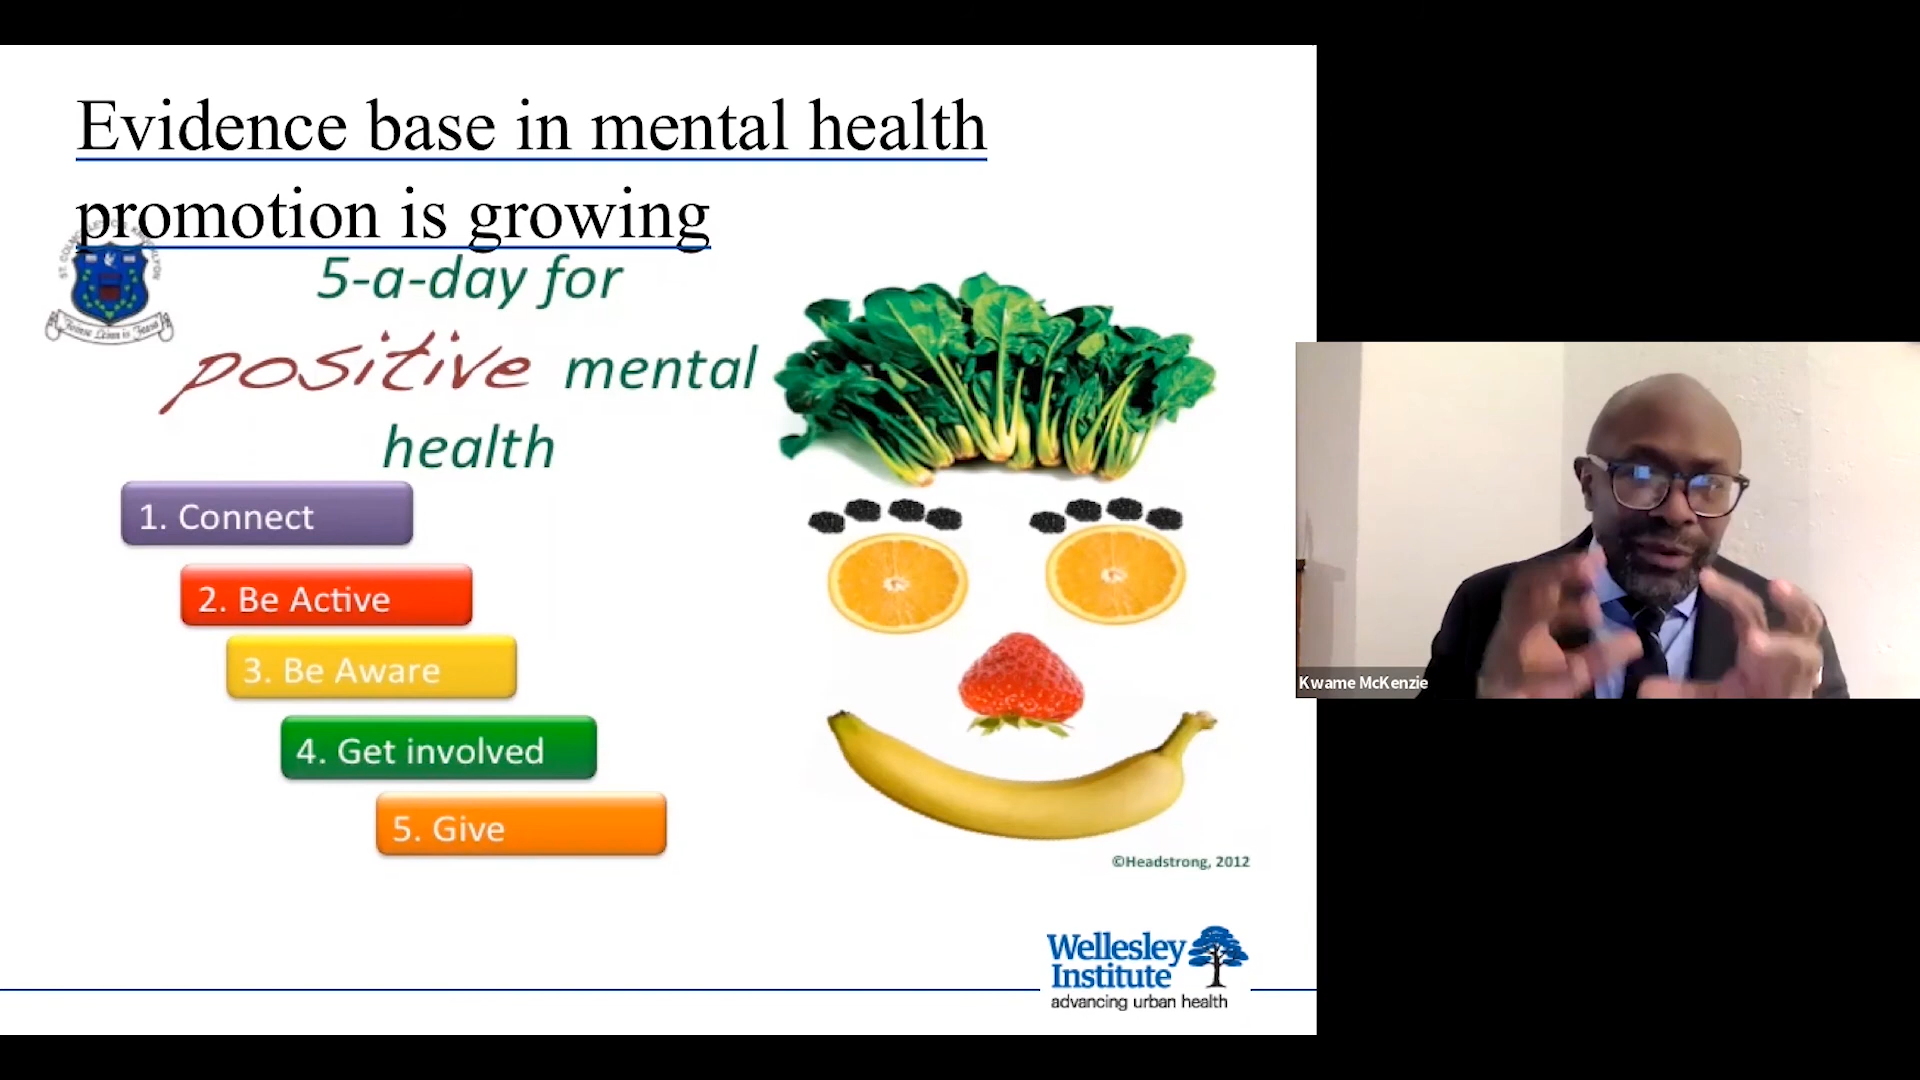 Evidence base in mental health
promotion is growing
5-a-day for
positive mental
health
1. Connect
2. Be Active
3. Be Aware
4. Get involved
5. Give
©Headstrong, 2012
Wellesley
Institute
advancing urban health
Kwame McKenzie